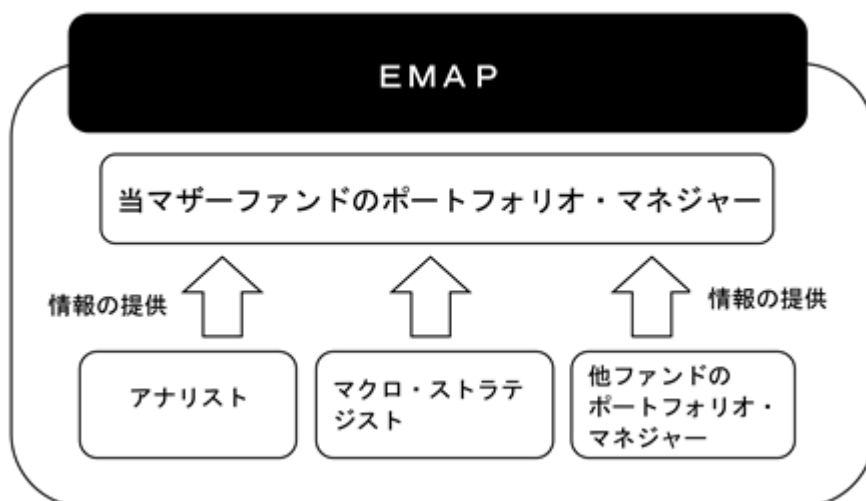 ＥＭＡＰ
当マザーファンドのポートフォリオ・マネジャー
情報の提供
情報の提供
アナリスト
マクロ・ストラテ
ジスト
他ファンドの
ポートフォリオ・
マネジャー